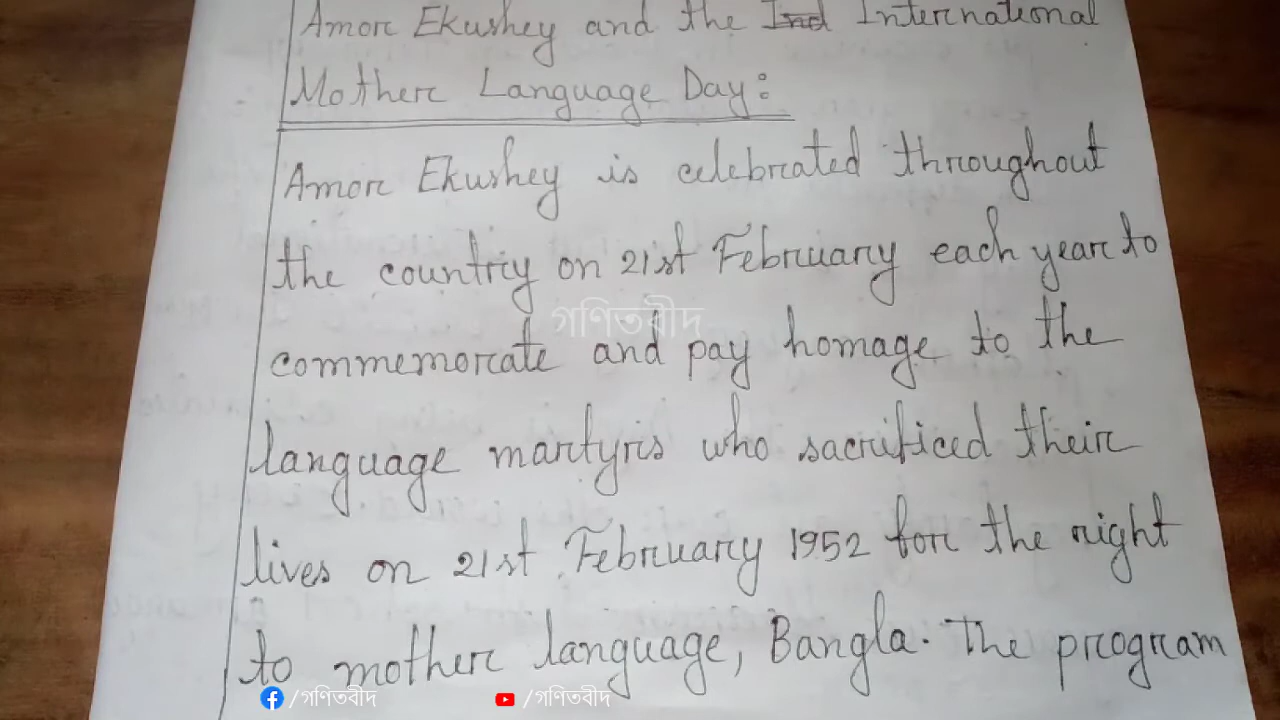 Amor Ekushey and the Ind International
Mother Language Day:
Amor Ekushey is celebrated throughout
the country on 21st February each year to
গণিতবীদ
commemorate and pay homage to the
language martyrs who sacrificed their
lives on 21st February 1952 for the right
to mother language, Bangla. The program
/গণিতবীদ /গণিতবীদ